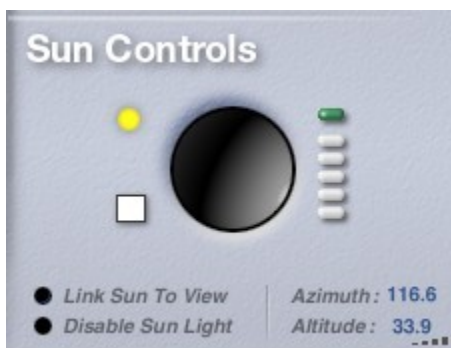 Sun Controls
Link Sun To View
Disable Sun Light
Azimuth: 116.6
Altitude: 33.9